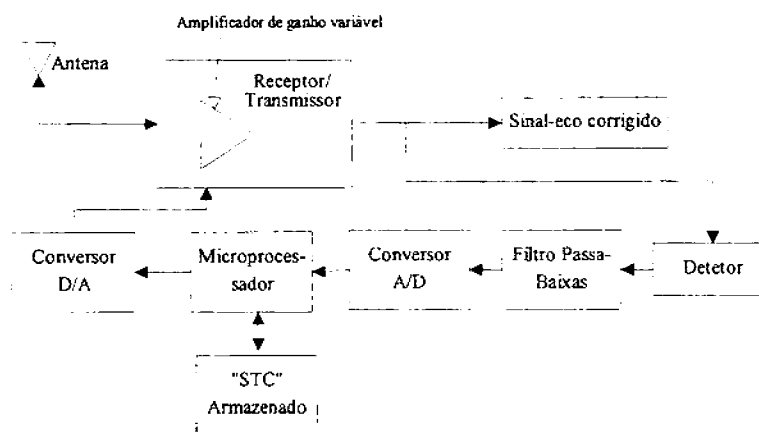 Amplificador de ganho variável
Antena
Receptor/
Transmissor
Sinal-eco corrigido
Conversor
D/A
Microproces-
sador
Conversor
A/D
Filtro Passa-
Baixas
Detetor
"STC"
Armazenado